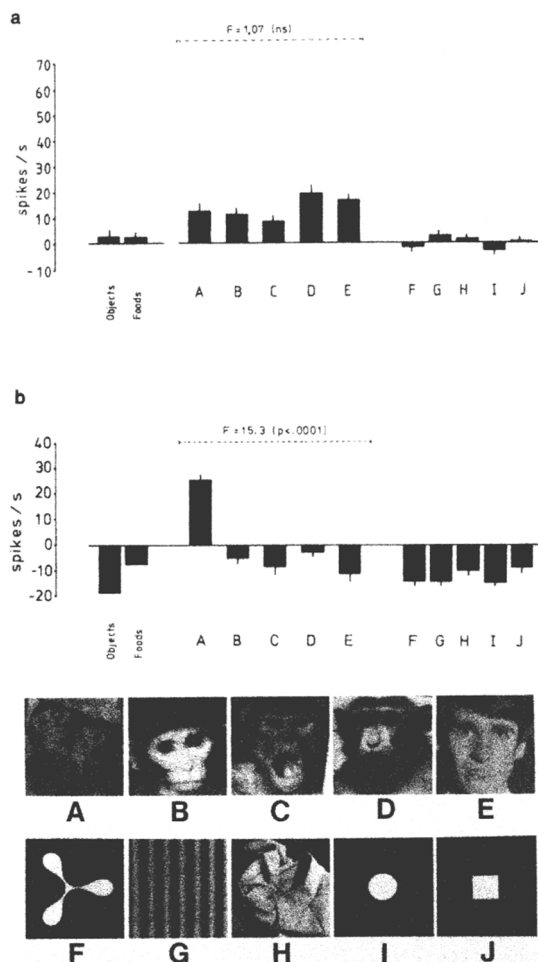 a
F = 1.07 (ns)
70
60
50
40
30
20
10
0
-10
spikes / s
Objects
Foods
A B C D E F G H I J
b
F = 15.3 (p<.0001)
40
30
20
10
0
-10
-20
spikes / s
Objects
Foods
A B C D E F G H I J
A B C D E
F G H I J